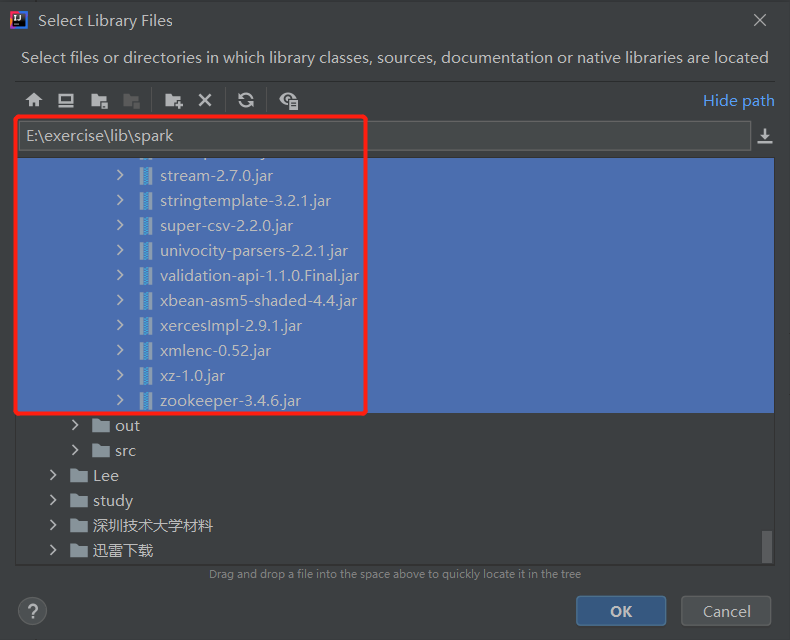 Select Library Files
Select files or directories in which library classes, sources, documentation or native libraries are located
Hide path
E:\exercise\lib\spark
stream-2.7.0.jar
stringtemplate-3.2.1.jar
super-csv-2.2.0.jar
univocity-parsers-2.2.1.jar
validation-api-1.1.0.Final.jar
xbean-asm5-shaded-4.4.jar
xercesImpl-2.9.1.jar
xmlenc-0.52.jar
xz-1.0.jar
zookeeper-3.4.6.jar
out
src
Lee
study
深圳技术大学材料
迅雷下载
Drag and drop a file into the space above to quickly locate it in the tree
?
OK
Cancel